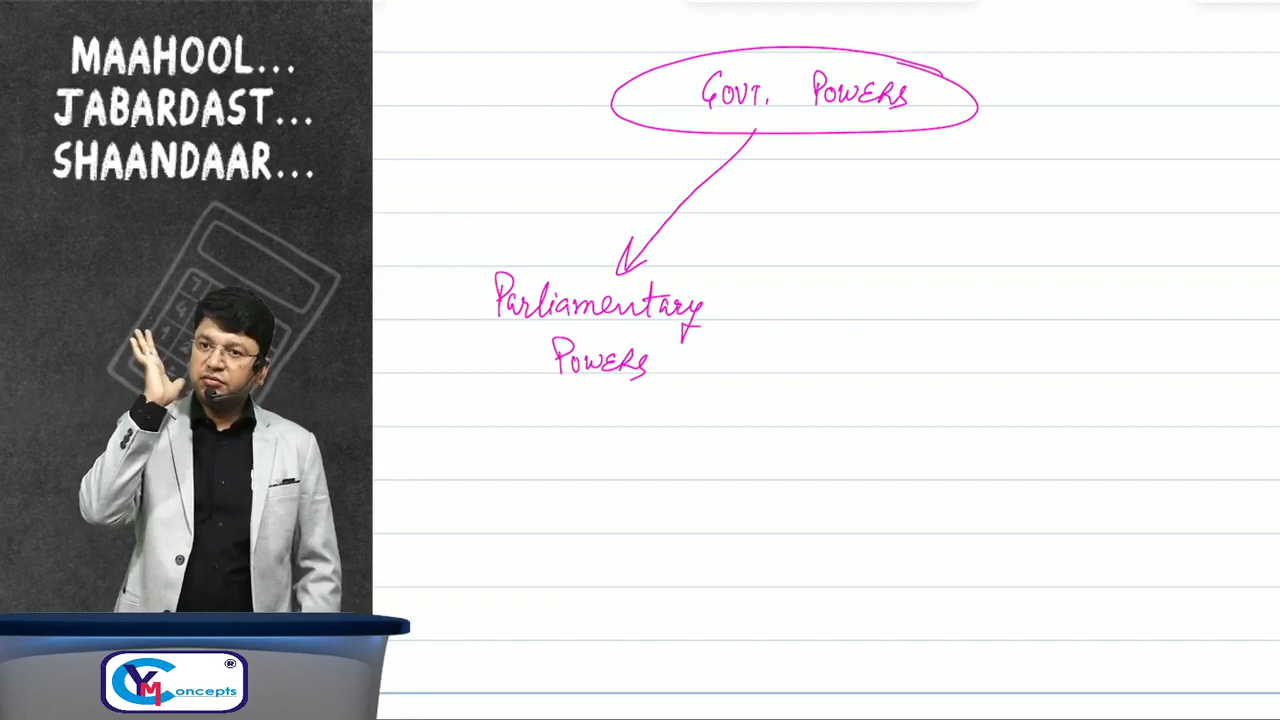 MAAHOOL...
JABARDAST...
SHAANDAAR...
GOVT. POWERS
Parliamentary
POWERS
YM Concepts ®